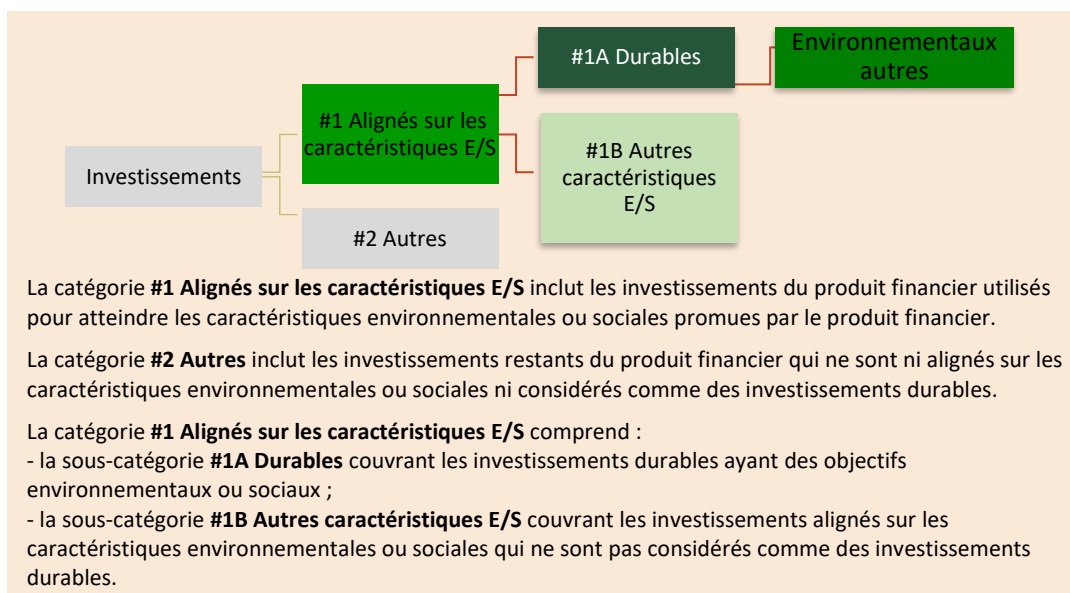 #1A Durables
Environnementaux
autres
#1 Alignés sur les
caractéristiques E/S
#1B Autres
caractéristiques
E/S
Investissements
#2 Autres
La catégorie #1 Alignés sur les caractéristiques E/S inclut les investissements du produit financier utilisés
pour atteindre les caractéristiques environnementales ou sociales promues par le produit financier.
La catégorie #2 Autres inclut les investissements restants du produit financier qui ne sont ni alignés sur les
caractéristiques environnementales ou sociales ni considérés comme des investissements durables.
La catégorie #1 Alignés sur les caractéristiques E/S comprend :
- la sous-catégorie #1A Durables couvrant les investissements durables ayant des objectifs
environnementaux ou sociaux ;
- la sous-catégorie #1B Autres caractéristiques E/S couvrant les investissements alignés sur les
caractéristiques environnementales ou sociales qui ne sont pas considérés comme des investissements
durables.